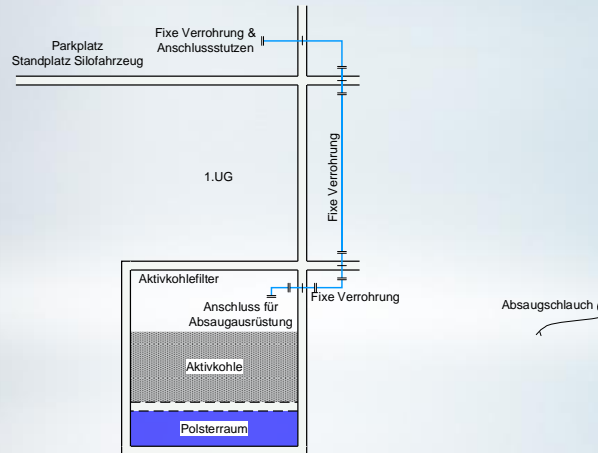 Fixe Verrohrung &
Anschlussstutzen
Parkplatz
Standplatz Silofahrzeug
1.UG
Fixe Verrohrung
Aktivkohlefilter
Anschluss für
Absaugausrüstung
Fixe Verrohrung
Absaugschlauch (
Aktivkohle
Polsterraum